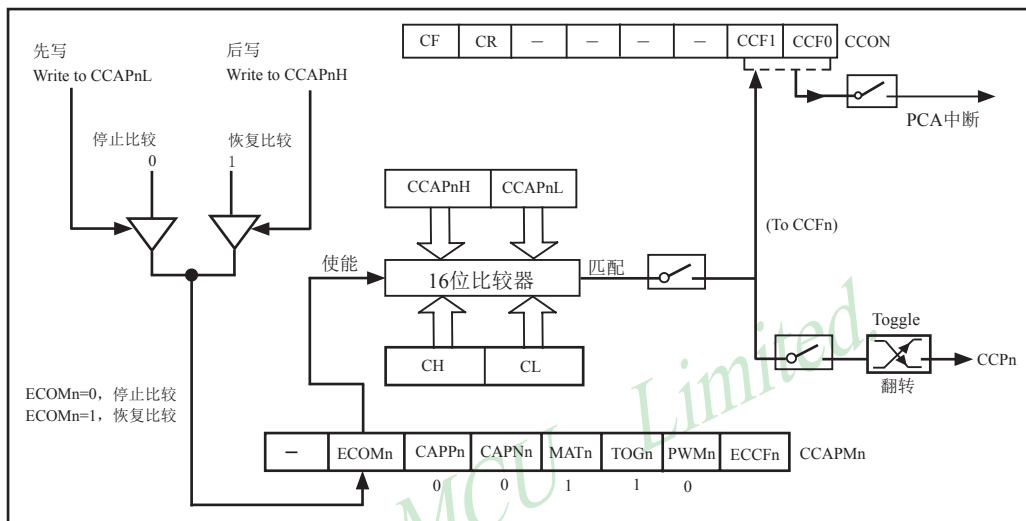 CF CR — — — — CCF1 CCF0 CCON
先写
Write to CCAPnL
后写
Write to CCAPnH
PCA中断
停止比较
0
恢复比较
1
CCAPnH CCAPnL
(To CCFn)
使能
16位比较器
匹配
Toggle
CH CL
CCPn
翻转
ECOMn=0，停止比较
ECOMn=1，恢复比较
— ECOMn CAPPn CAPNn MATn TOGn PWMn ECCFn CCAPMn
0 0 1 1 0
MCU Limited.